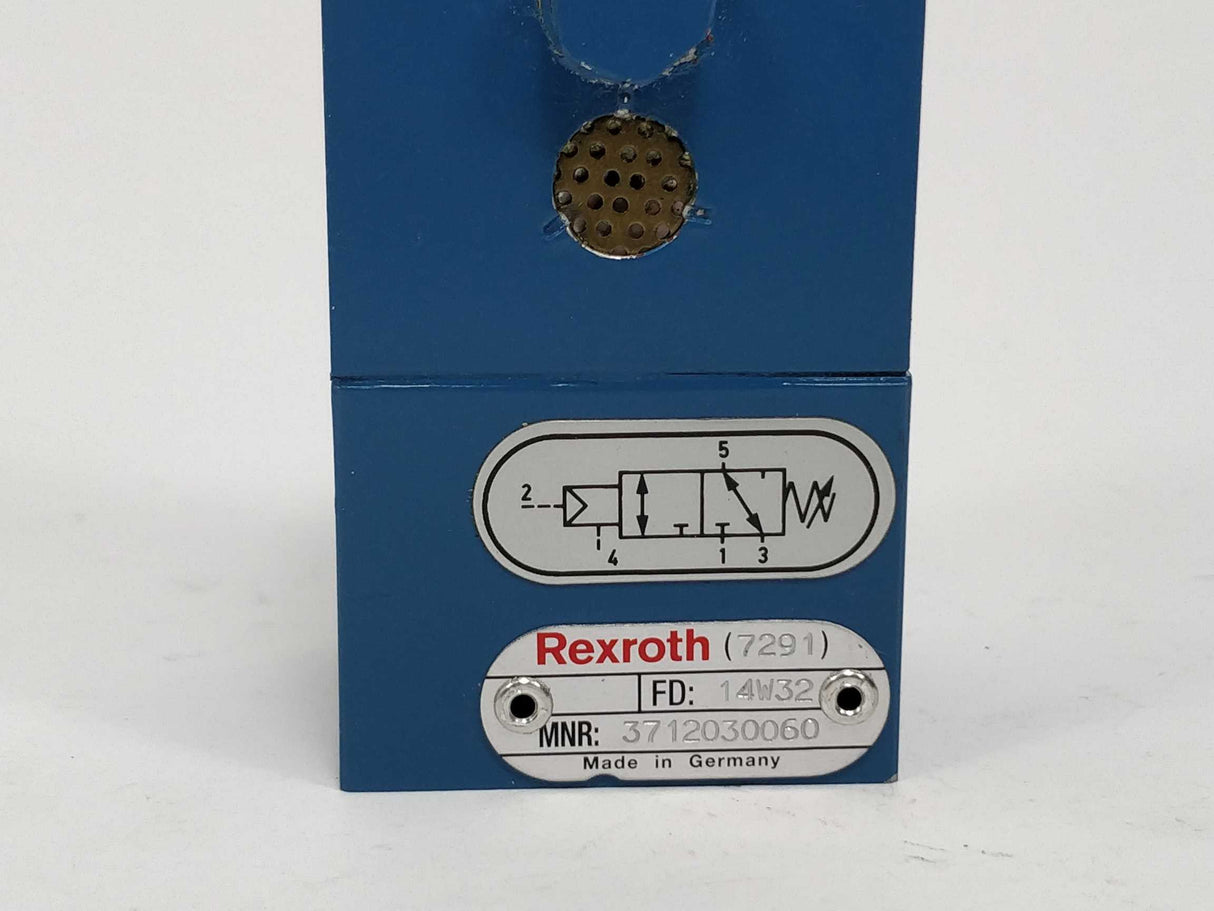 5
2
4 1 3
Rexroth (7291)
FD: 14W32
MNR: 3712030060
Made in Germany